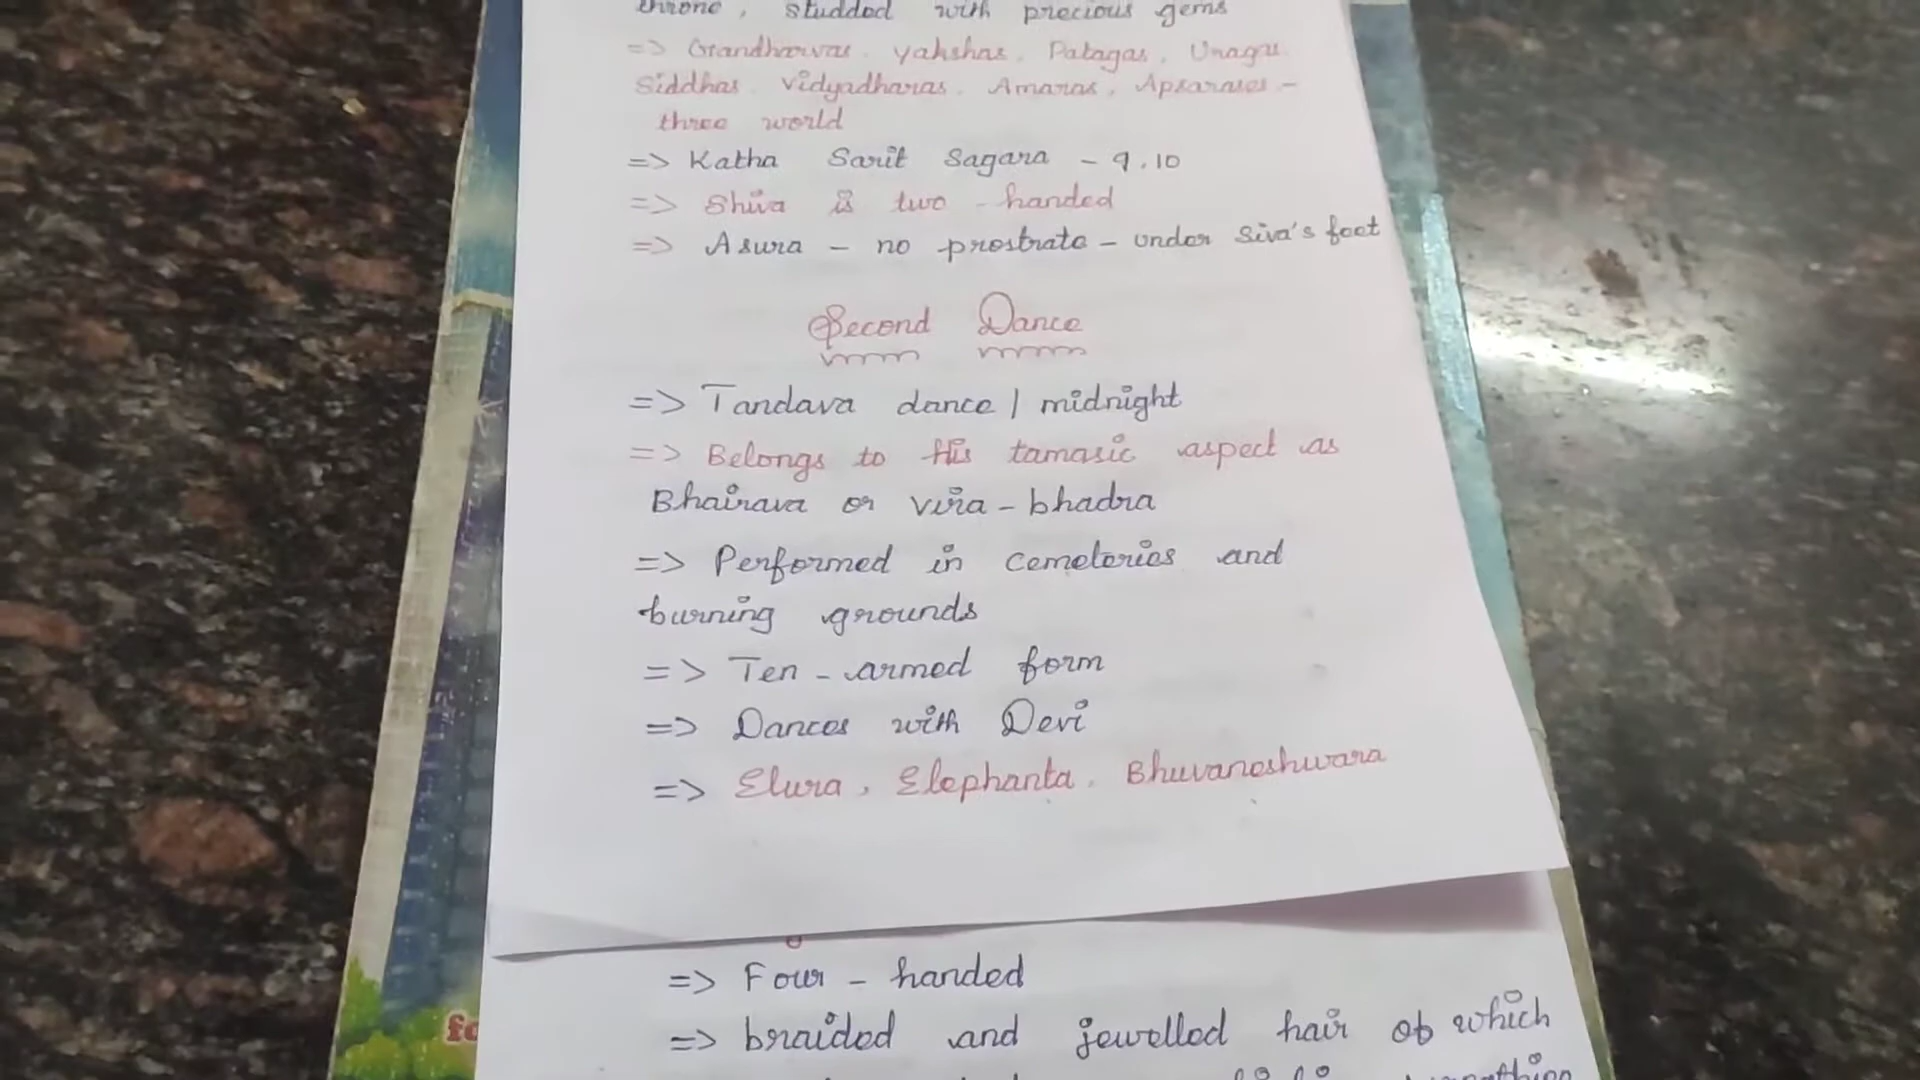 throne, studded with precious gems
=> Grandharvas, yakshas, Patagas, Uragas
Siddhas, Vidyadharas, Amaras, Apsarases -
three world
=> Katha Sarit Sagara - 9.10
=> Shiva is two - handed
=> Asura - no prostrate - under Siva's foot
Second Dance
=> Tandava dance / midnight
=> Belongs to His tamasic aspect as
Bhairava or Vira - bhadra
=> Performed in cemeteries and
burning grounds
=> Ten - armed form
=> Dances with Devi
=> Elura, Elephanta, Bhuvaneshwara
=> Four - handed
=> braided and jewelled hair of which